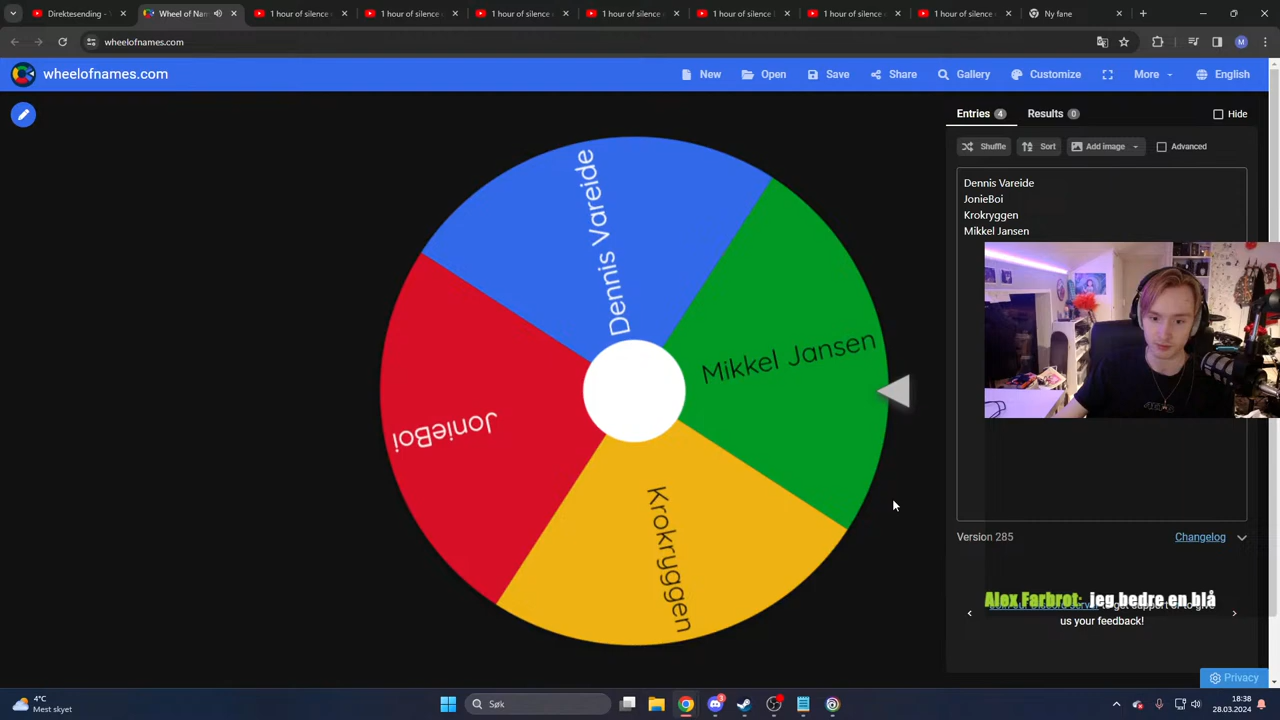 Direktesending - V
Wheel of Nam
1 hour of silence
1 hour of silence
1 hour of silence
1 hour of silence
1 hour of silence
1 hour of silence
1 hour of silence
Ny fane
wheelofnames.com
M
wheelofnames.com
New
Open
Save
Share
Gallery
Customize
More
English
Entries 4
Results 0
Hide
Shuffle
Sort
Add image
Advanced
Dennis Vareide
JonieBoi
Krokryggen
Mikkel Jansen
Dennis Vareide
Mikkel Jansen
JonieBoi
Krokryggen
Version 285
Changelog
Alex Farbrot: jeg bedre en blå
us your feedback!
Privacy
4°C
Mest skyet
Søk
3
18:38
28.03.2024